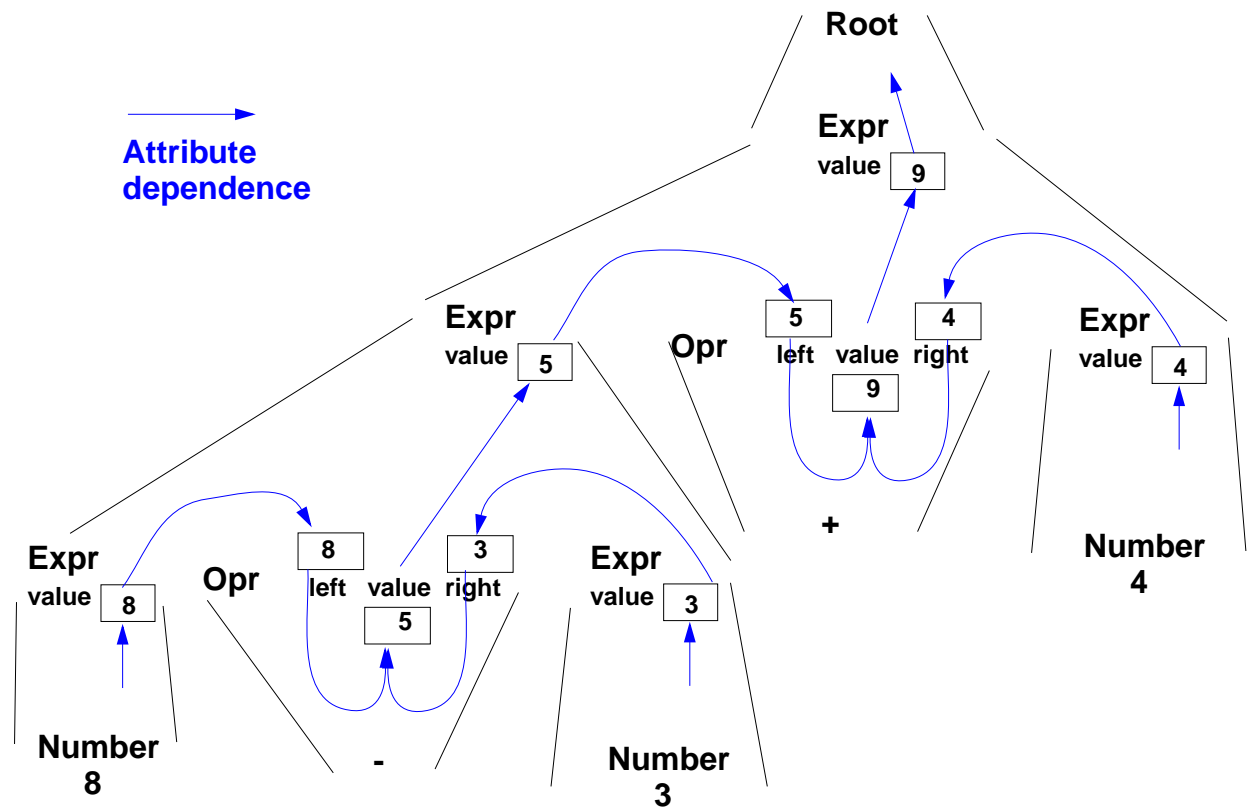 Root
Attribute
dependence
Expr
value 9
Expr
value 5
Opr
5
left
value
9
4
right
Expr
value 4
+
Number
4
Expr
value 8
Opr
8
left
value
5
3
right
Expr
value 3
Number
8
-
Number
3